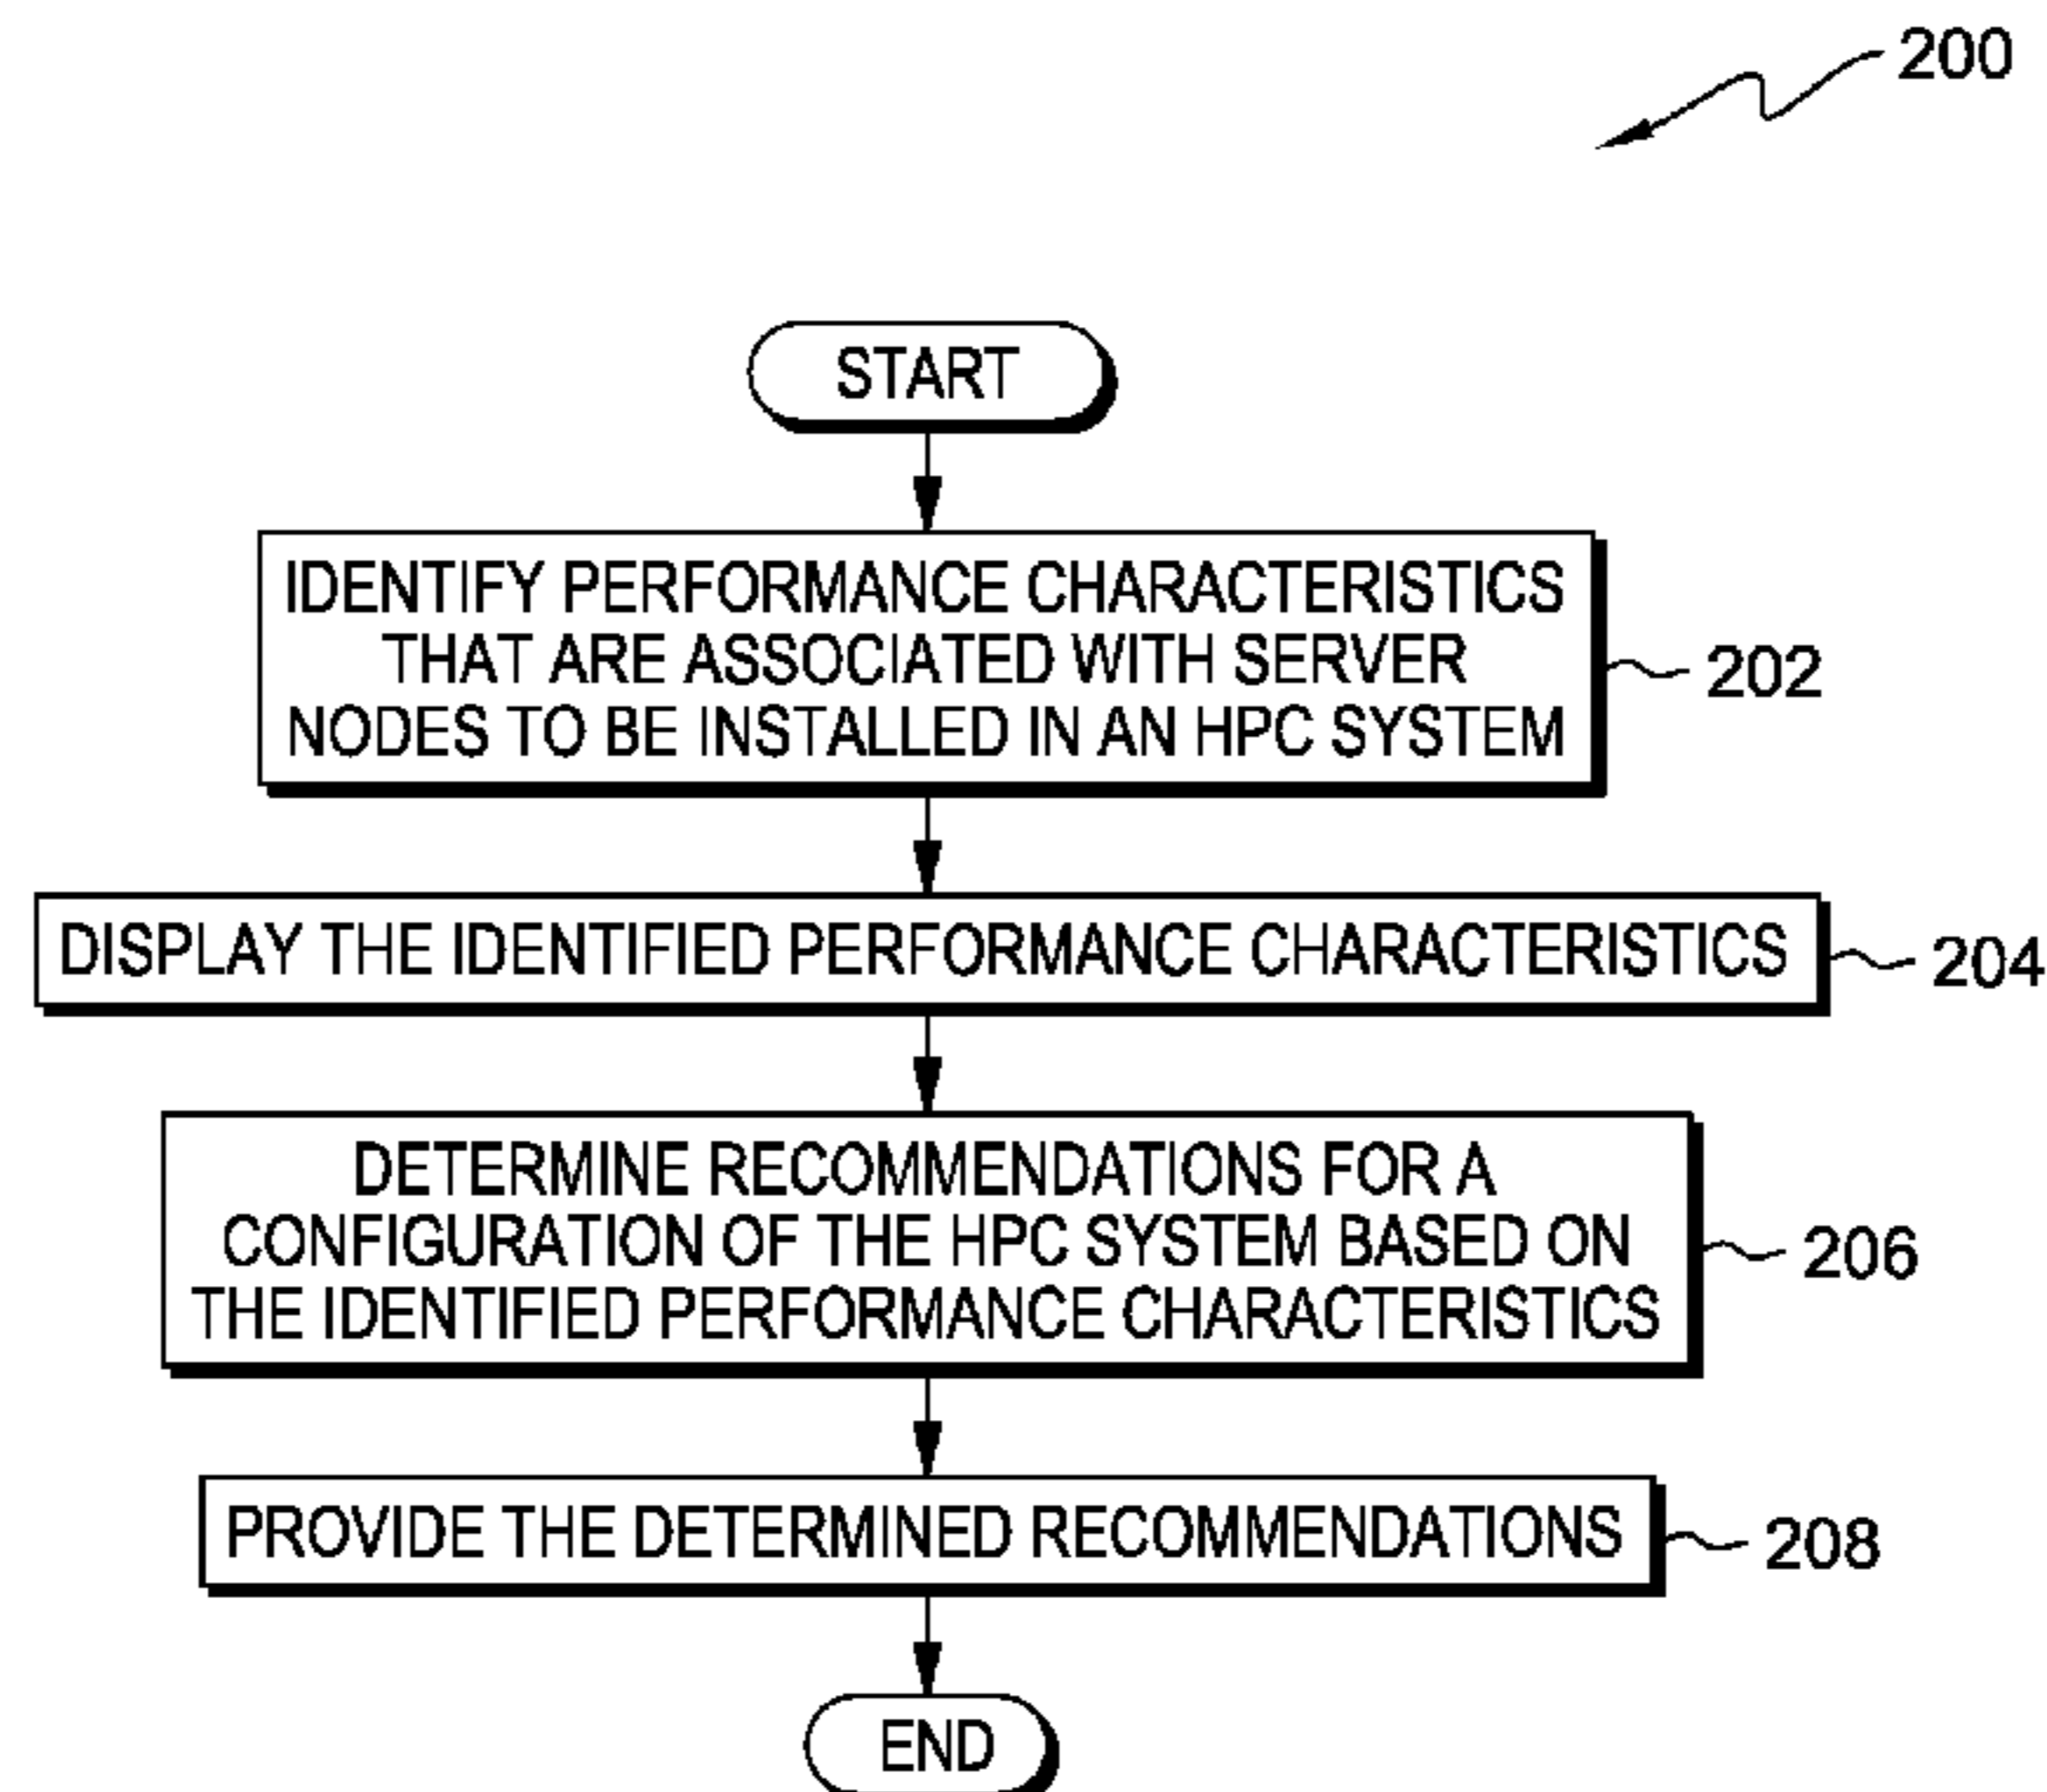 200
START
IDENTIFY PERFORMANCE CHARACTERISTICS
THAT ARE ASSOCIATED WITH SERVER
NODES TO BE INSTALLED IN AN HPC SYSTEM
202
DISPLAY THE IDENTIFIED PERFORMANCE CHARACTERISTICS
204
DETERMINE RECOMMENDATIONS FOR A
CONFIGURATION OF THE HPC SYSTEM BASED ON
THE IDENTIFIED PERFORMANCE CHARACTERISTICS
206
PROVIDE THE DETERMINED RECOMMENDATIONS
208
END